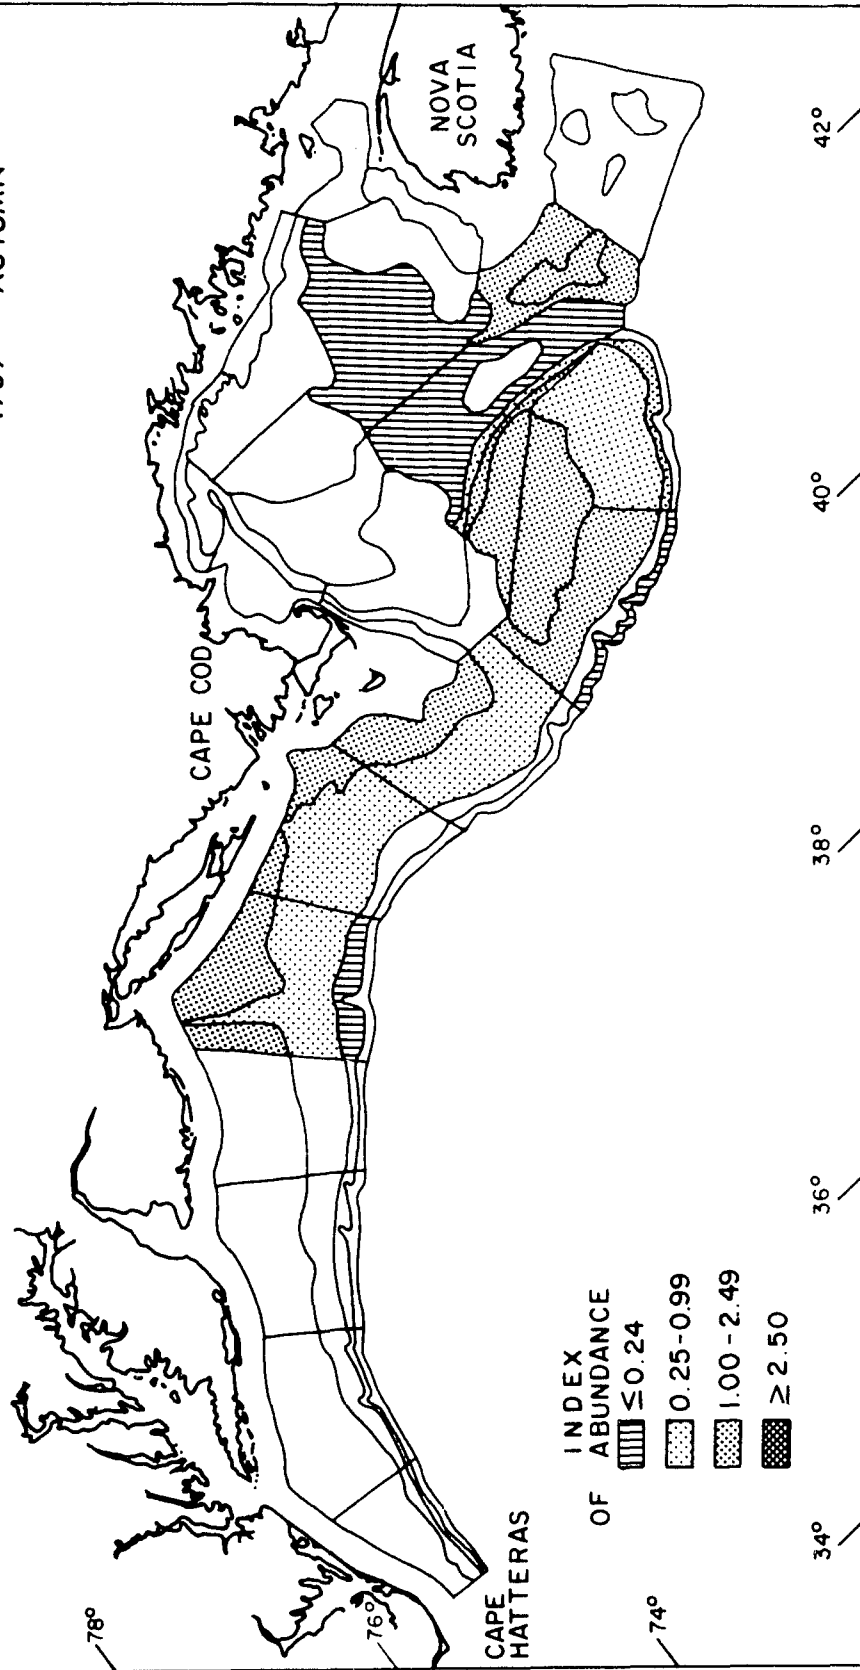 AUTUMN
NOVA
SCOTIA
CAPE COD
CAPE
HATTERAS
INDEX
OF ABUNDANCE
≤0.24
0.25-0.99
1.00-2.49
≥2.50
78°
76°
74°
34°
36°
38°
40°
42°